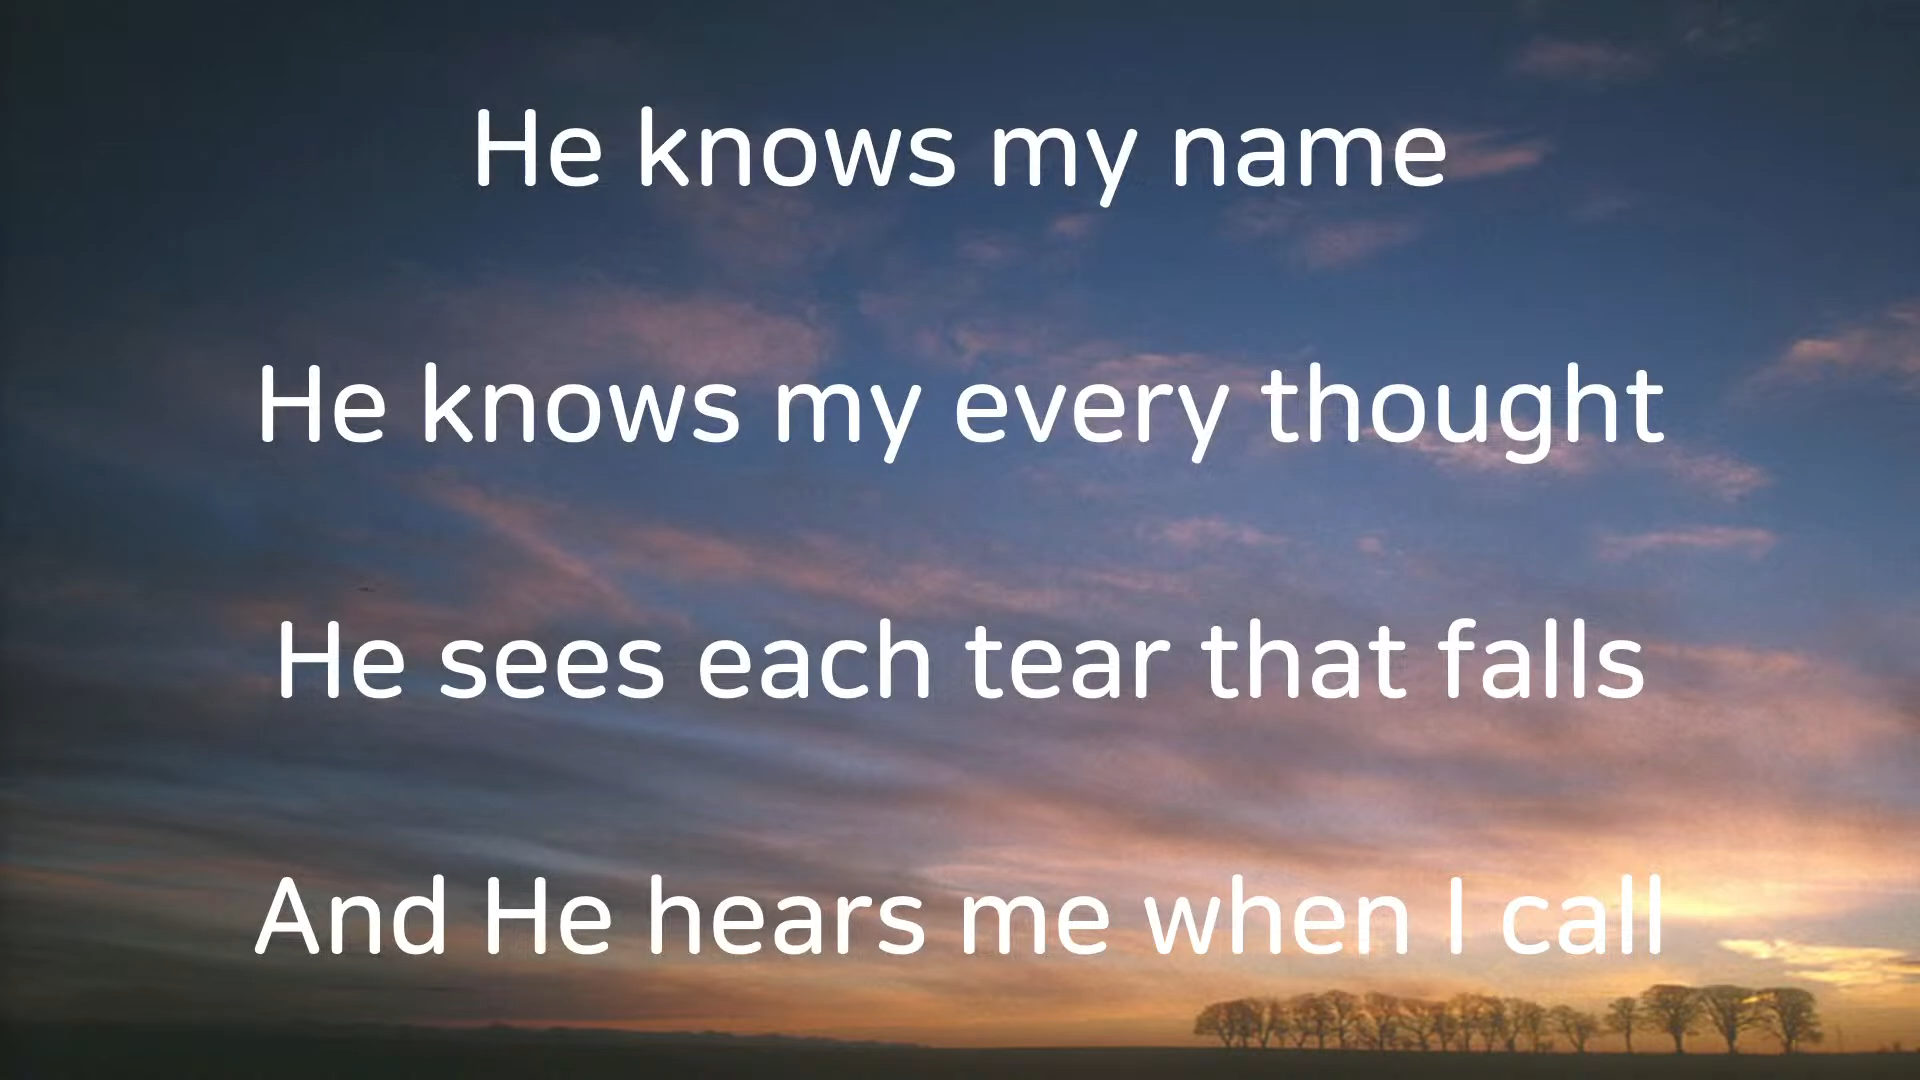 He knows my name
He knows my every thought
He sees each tear that falls
And He hears me when I call